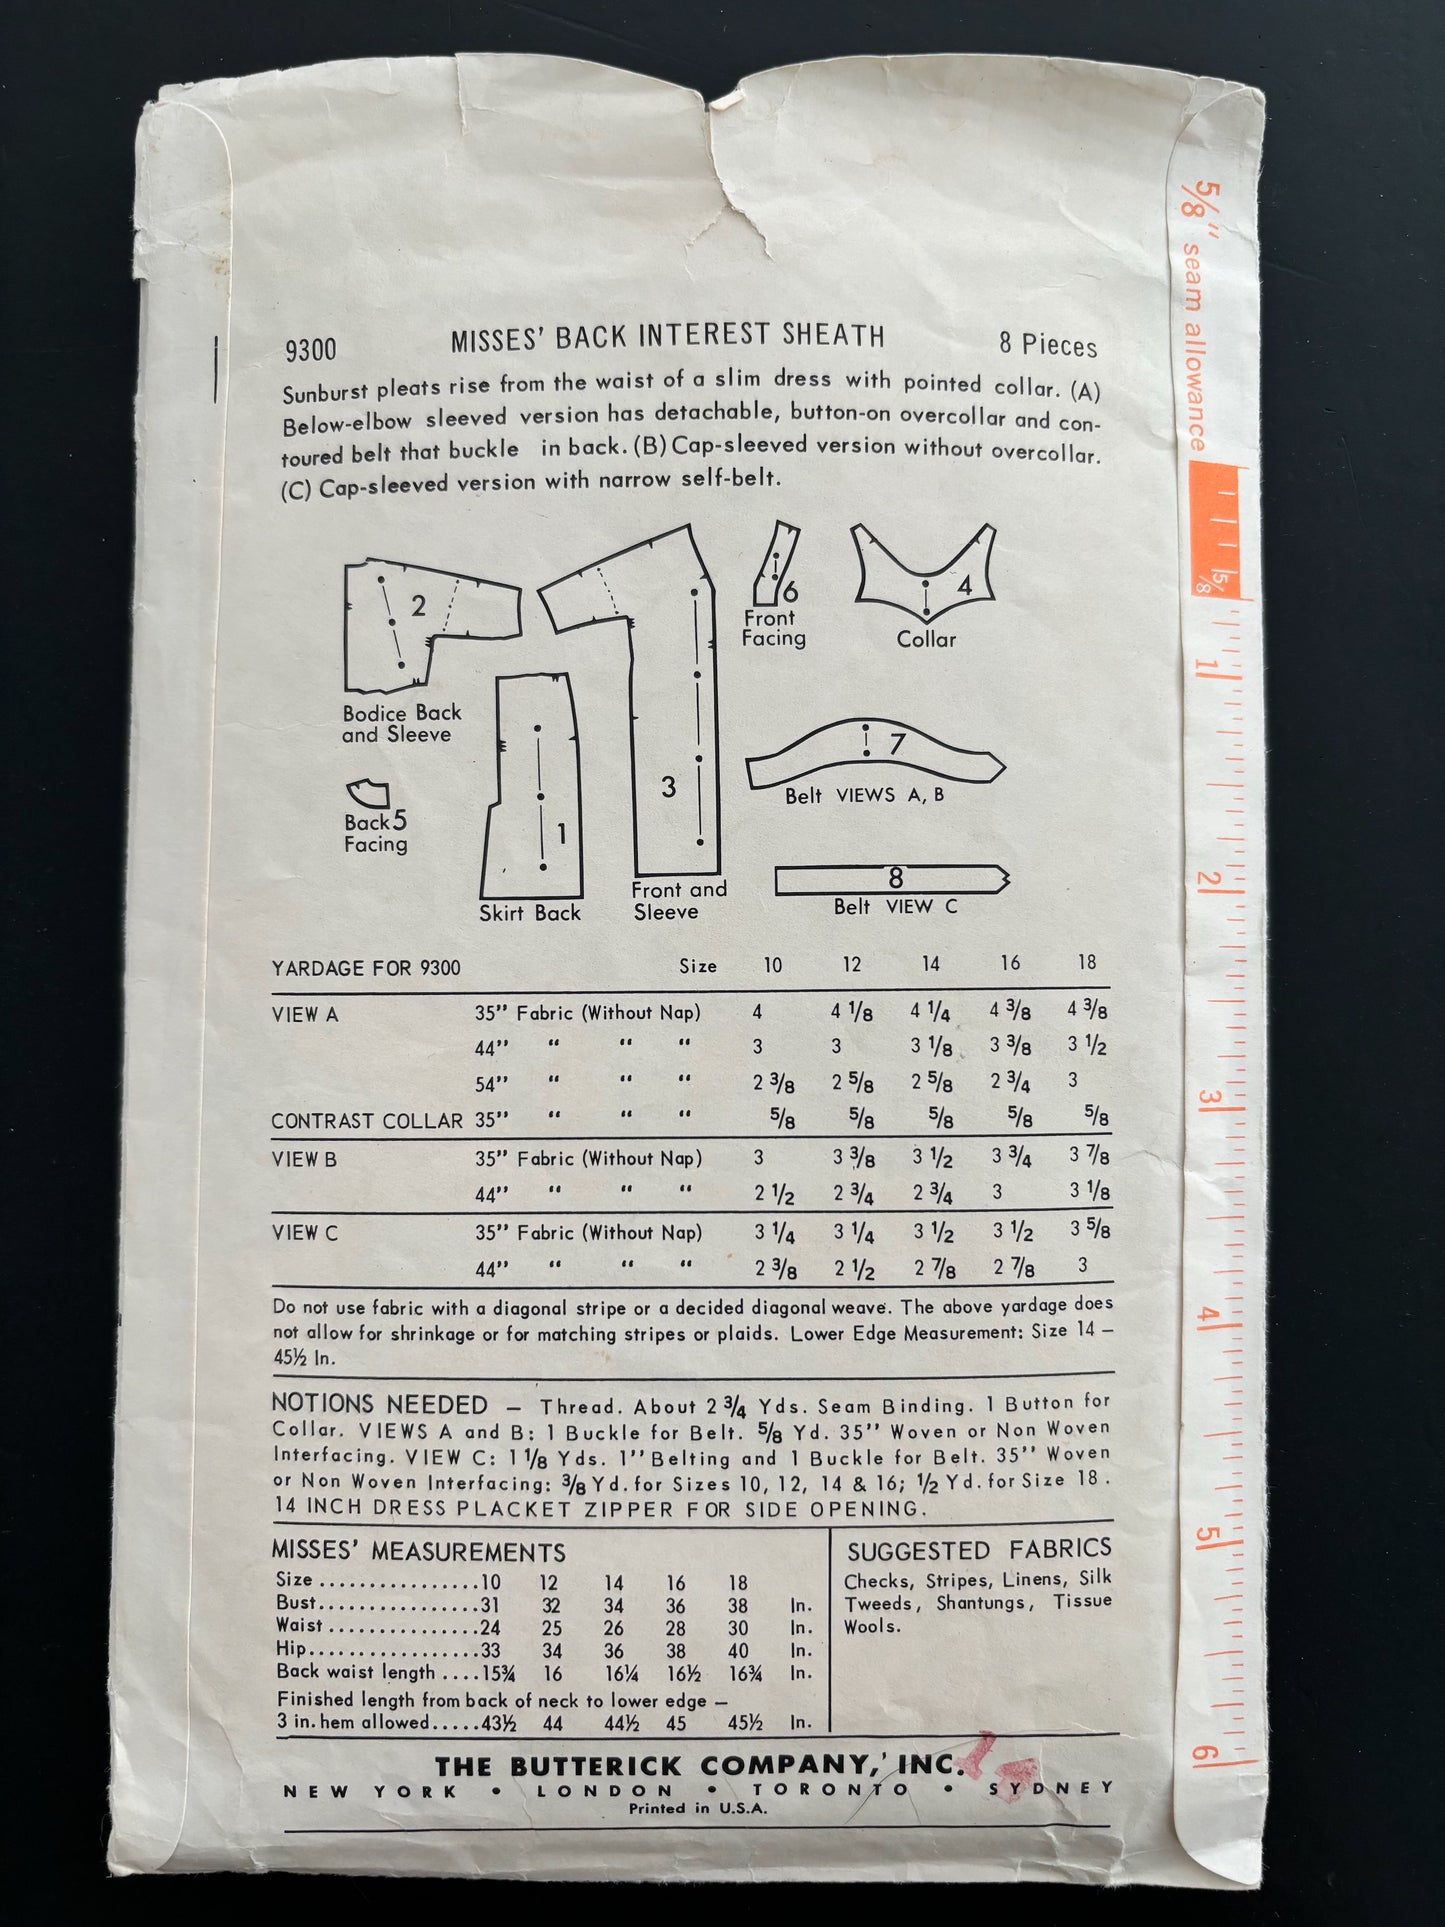 9300 MISSES' BACK INTEREST SHEATH 8 Pieces
Sunburst pleats rise from the waist of a slim dress with pointed collar. (A)
Below-elbow sleeved version has detachable, button-on overcollar and con-
toured belt that buckle in back. (B) Cap-sleeved version without overcollar.
(C) Cap-sleeved version with narrow self-belt.
2
Bodice Back
and Sleeve
Back 5
Facing
1
Skirt Back
3
Front and
Sleeve
6
Front
Facing
4
Collar
7
Belt VIEWS A, B
8
Belt VIEW C
YARDAGE FOR 9300 Size 10 12 14 16 18
VIEW A 35" Fabric (Without Nap) 4 4 1/8 4 1/4 4 3/8 4 3/8
44" " " " 3 3 3 1/8 3 3/8 3 1/2
54" " " " 2 3/8 2 5/8 2 5/8 2 3/4 3
CONTRAST COLLAR 35" " " " 5/8 5/8 5/8 5/8 5/8
VIEW B 35" Fabric (Without Nap) 3 3 3/8 3 1/2 3 3/4 3 7/8
44" " " " 2 1/2 2 3/4 2 3/4 3 3 1/8
VIEW C 35" Fabric (Without Nap) 3 1/4 3 1/4 3 1/2 3 1/2 3 5/8
44" " " " 2 3/8 2 1/2 2 7/8 2 7/8 3
Do not use fabric with a diagonal stripe or a decided diagonal weave. The above yardage does
not allow for shrinkage or for matching stripes or plaids. Lower Edge Measurement: Size 14 –
45½ In.
NOTIONS NEEDED – Thread. About 2 3/4 Yds. Seam Binding. 1 Button for
Collar. VIEWS A and B: 1 Buckle for Belt. 5/8 Yd. 35" Woven or Non Woven
Interfacing. VIEW C: 1 1/8 Yds. 1" Belting and 1 Buckle for Belt. 35" Woven
or Non Woven Interfacing: 3/8 Yd. for Sizes 10, 12, 14 & 16; 1/2 Yd. for Size 18.
14 INCH DRESS PLACKET ZIPPER FOR SIDE OPENING.
MISSES' MEASUREMENTS
Size ................10 12 14 16 18
Bust................31 32 34 36 38 In.
Waist ...............24 25 26 28 30 In.
Hip.................33 34 36 38 40 In.
Back waist length ....15¾ 16 16¼ 16½ 16¾ In.
Finished length from back of neck to lower edge –
3 in. hem allowed.....43½ 44 44½ 45 45½ In.
SUGGESTED FABRICS
Checks, Stripes, Linens, Silk
Tweeds, Shantungs, Tissue
Wools.
THE BUTTERICK COMPANY, INC.
NEW YORK • LONDON • TORONTO • SYDNEY
Printed in U.S.A.
5/8" seam allowance
5/8
1
2
3
4
5
6